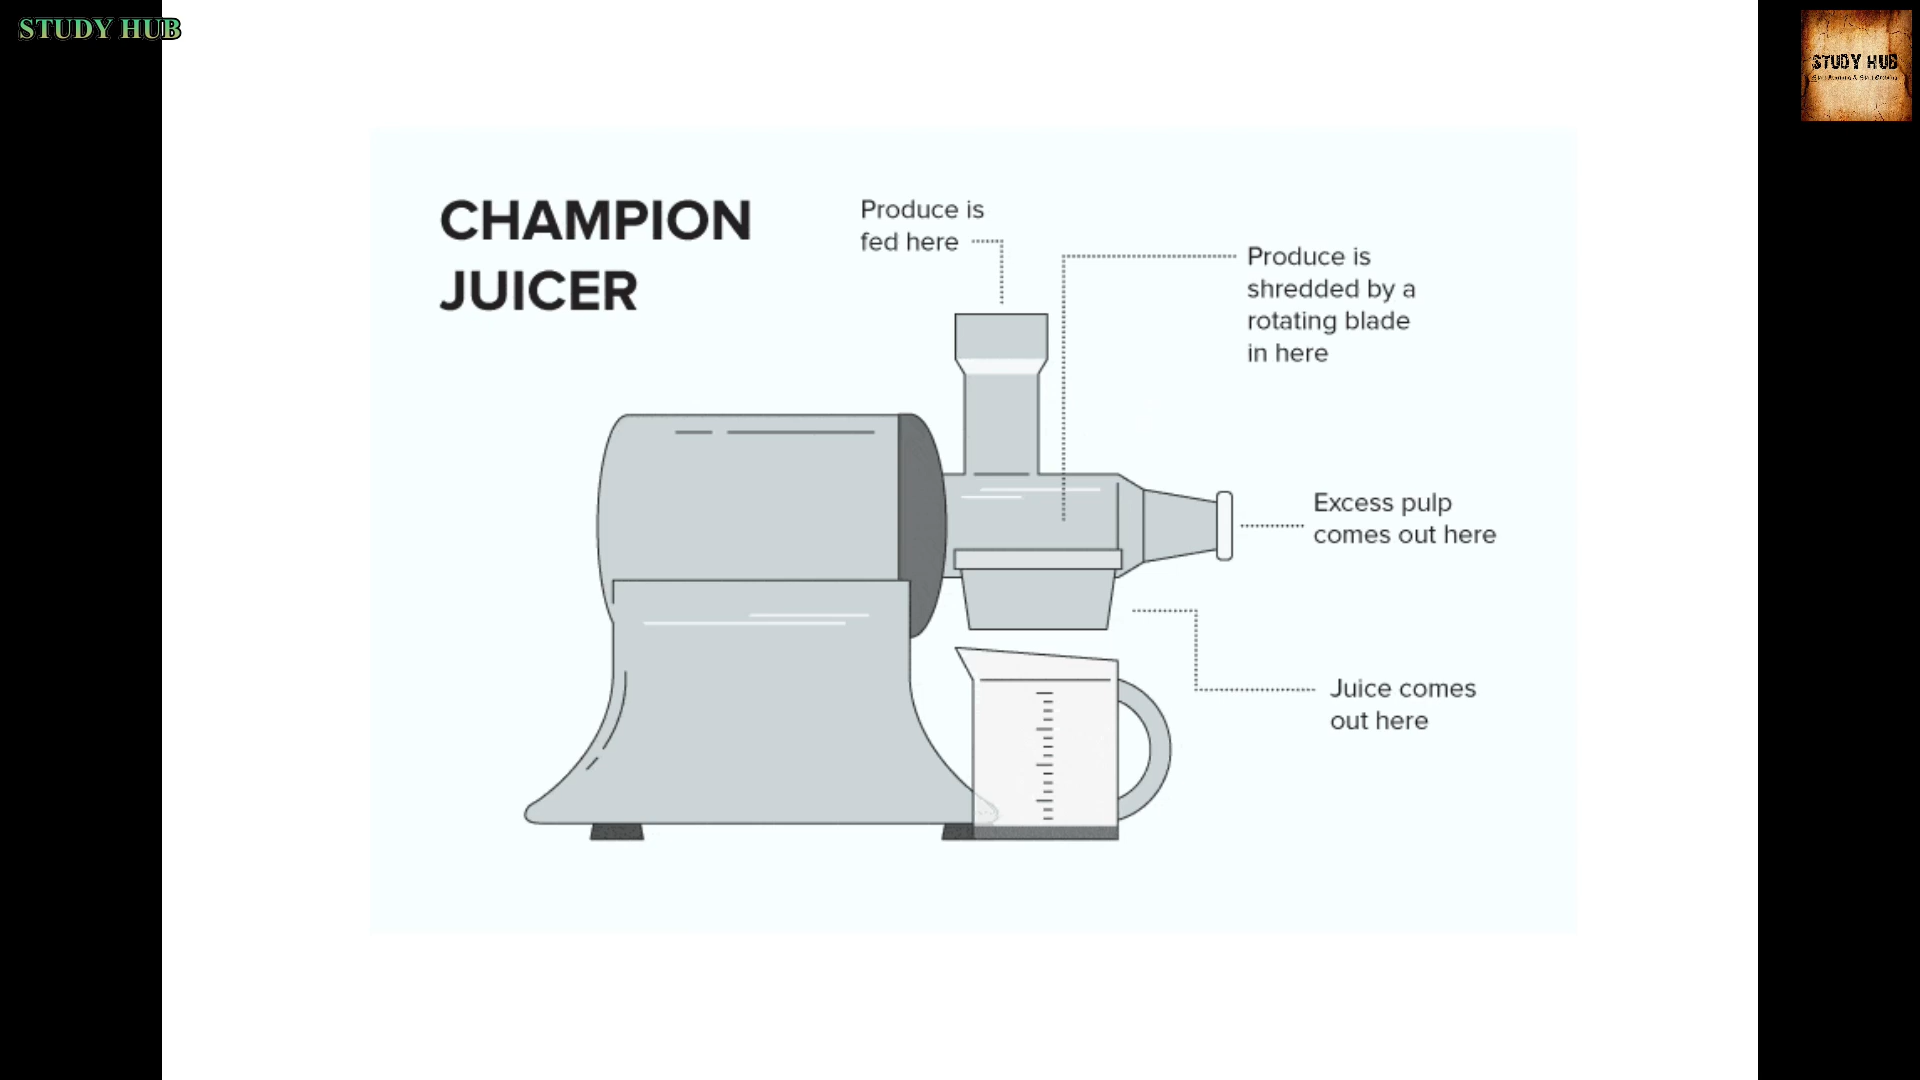 STUDY HUB
STUDY HUB
CHAMPION
JUICER
Produce is
fed here
Produce is
shredded by a
rotating blade
in here
Excess pulp
comes out here
Juice comes
out here